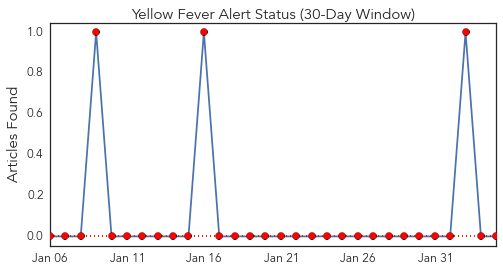 Yellow Fever Alert Status (30-Day Window)
Articles Found
1.0
0.8
0.6
0.4
0.2
0.0
Jan 06 Jan 11 Jan 16 Jan 21 Jan 26 Jan 31